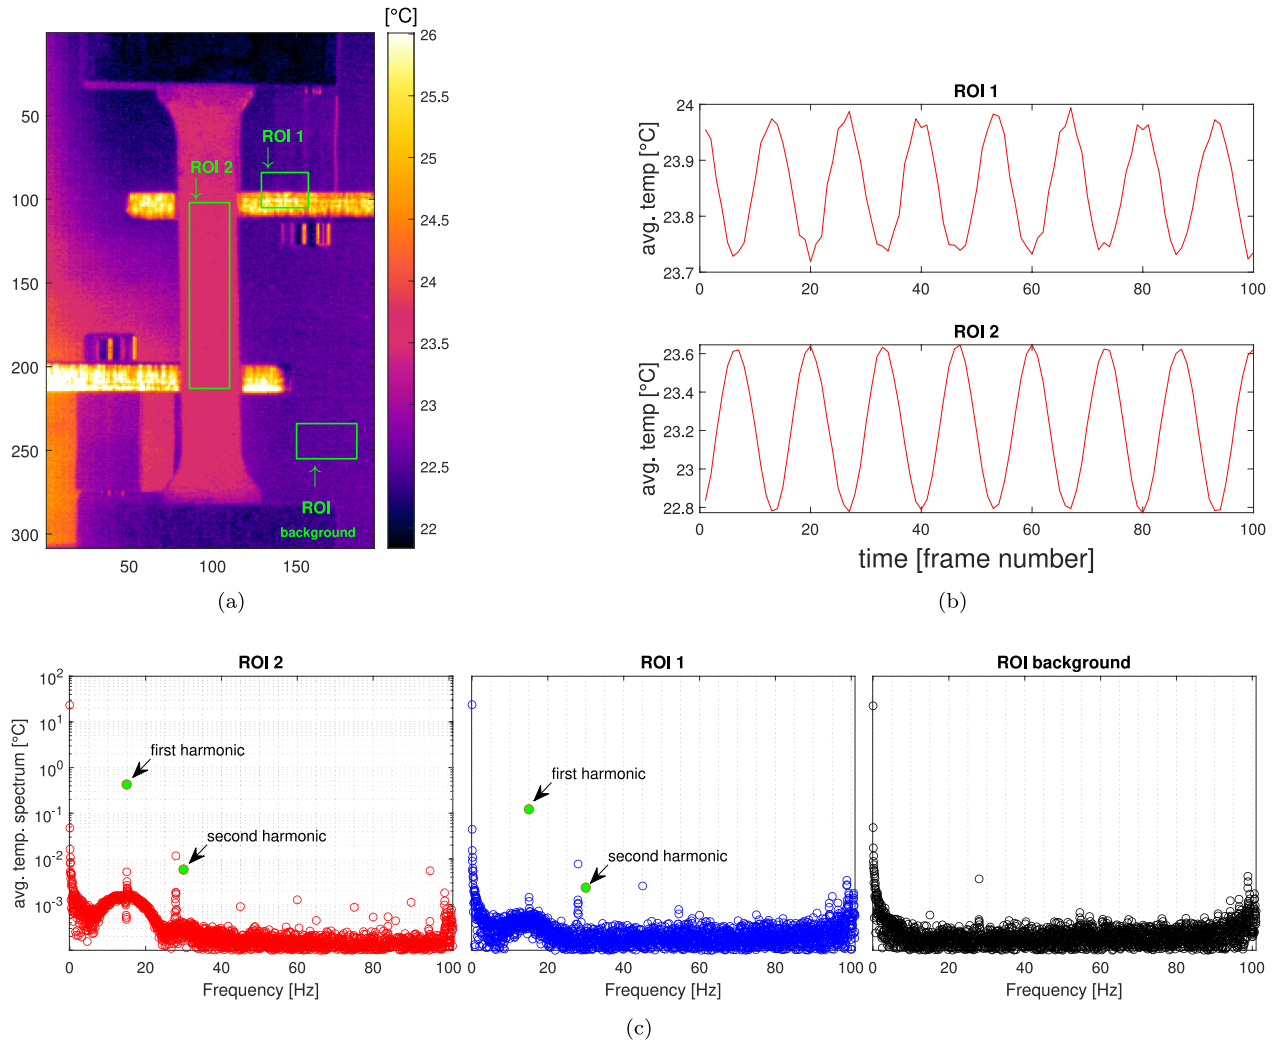 [°C]
26
25.5
25
24.5
24
23.5
23
22.5
22
50
100
150
200
250
300
50
100
150
ROI 1
ROI 2
ROI
background
(a)
ROI 1
24
23.9
23.8
23.7
avg. temp [°C]
0
20
40
60
80
100
ROI 2
23.6
23.4
23.2
23
22.8
avg. temp [°C]
0
20
40
60
80
100
time [frame number]
(b)
ROI 2
10²
10¹
10⁰
10⁻¹
10⁻²
10⁻³
avg. temp. spectrum [°C]
first harmonic
second harmonic
0
20
40
60
80
100
Frequency [Hz]
ROI 1
first harmonic
second harmonic
0
20
40
60
80
100
Frequency [Hz]
ROI background
0
20
40
60
80
100
Frequency [Hz]
(c)